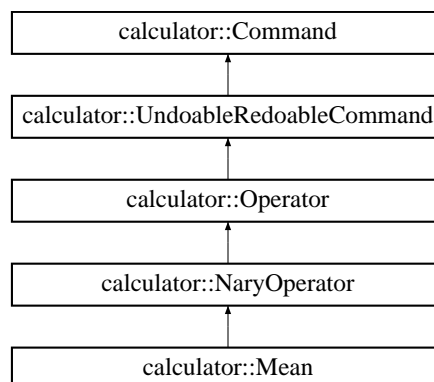 calculator::Command
calculator::UndoableRedoableCommand
calculator::Operator
calculator::NaryOperator
calculator::Mean